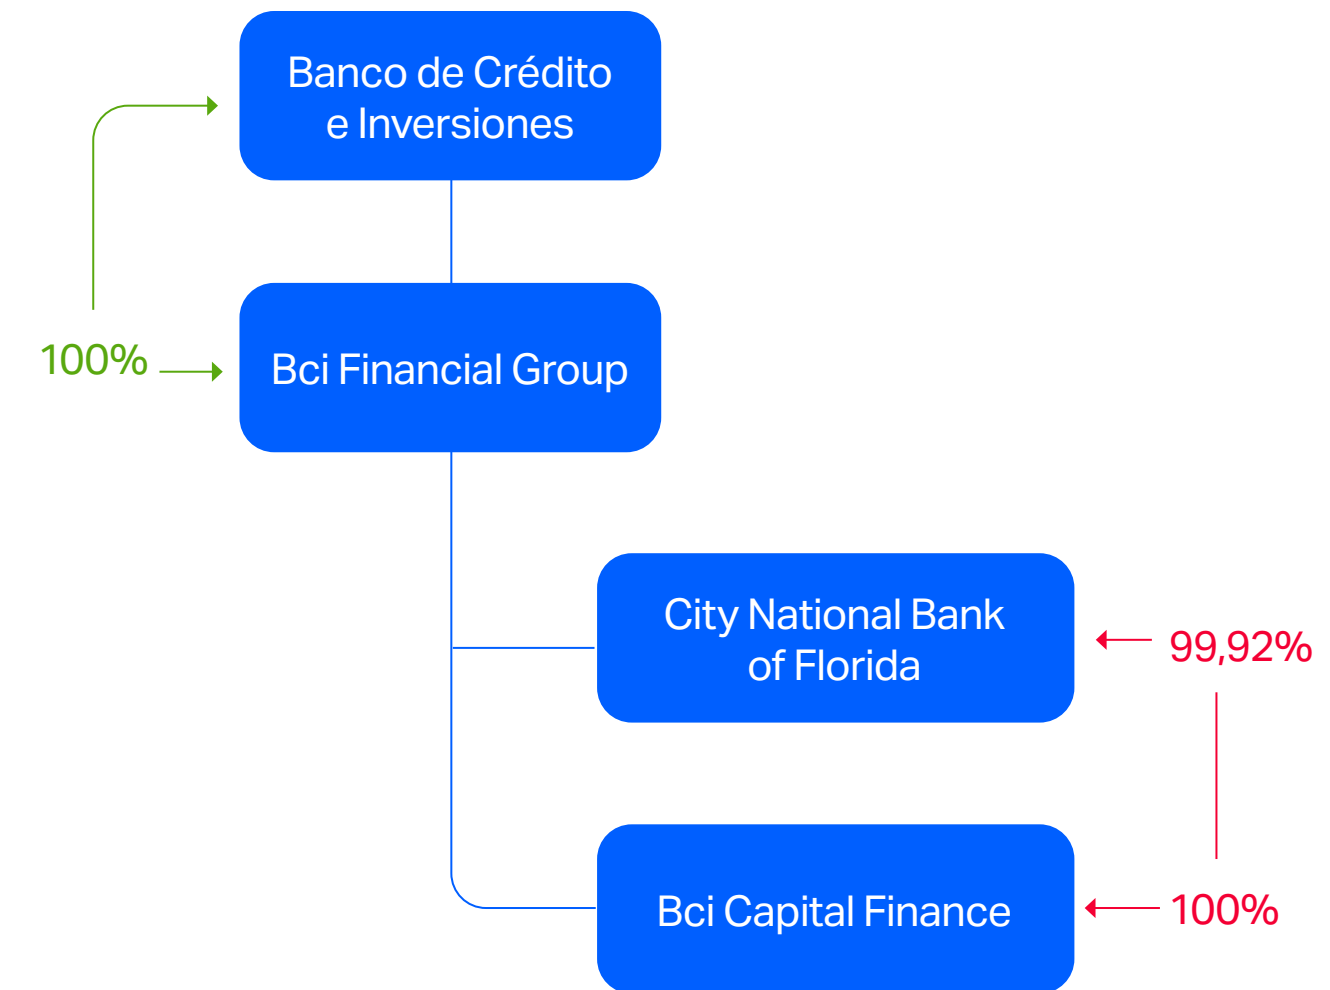 Banco de Crédito
e Inversiones
100%
Bci Financial Group
City National Bank
of Florida
99,92%
Bci Capital Finance
100%